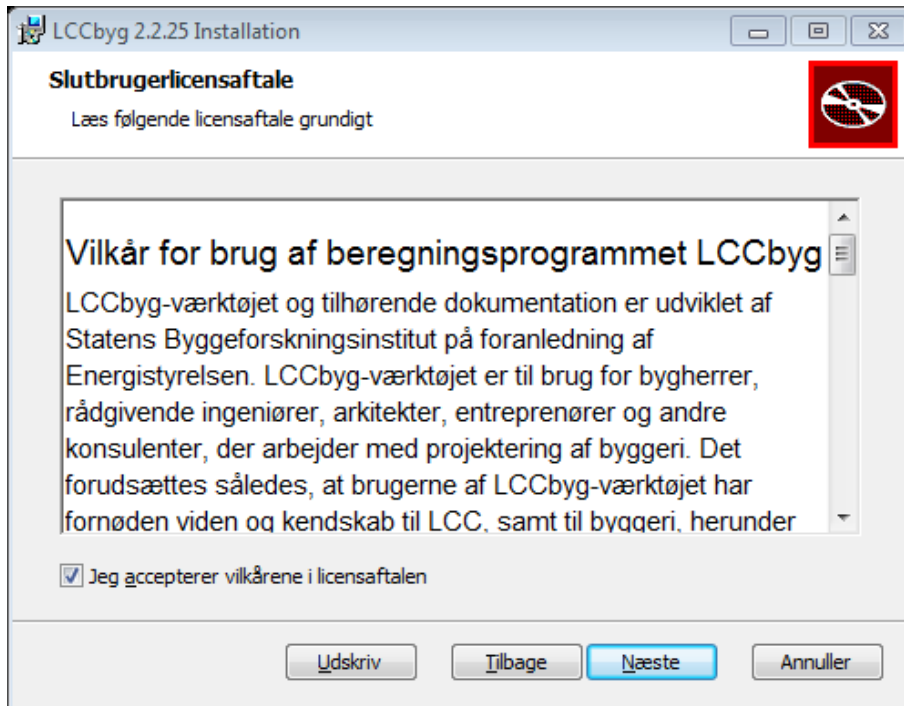 LCCbyg 2.2.25 Installation
Slutbrugerlicensaftale
Læs følgende licensaftale grundigt
Vilkår for brug af beregningsprogrammet LCCbyg
LCCbyg-værktøjet og tilhørende dokumentation er udviklet af
Statens Byggeforskningsinstitut på foranledning af
Energistyrelsen. LCCbyg-værktøjet er til brug for bygherrer,
rådgivende ingeniører, arkitekter, entreprenører og andre
konsulenter, der arbejder med projektering af byggeri. Det
forudsættes således, at brugerne af LCCbyg-værktøjet har
fornøden viden og kendskab til LCC, samt til byggeri, herunder
Jeg accepterer vilkårene i licensaftalen
Udskriv Tilbage Næste Annuller